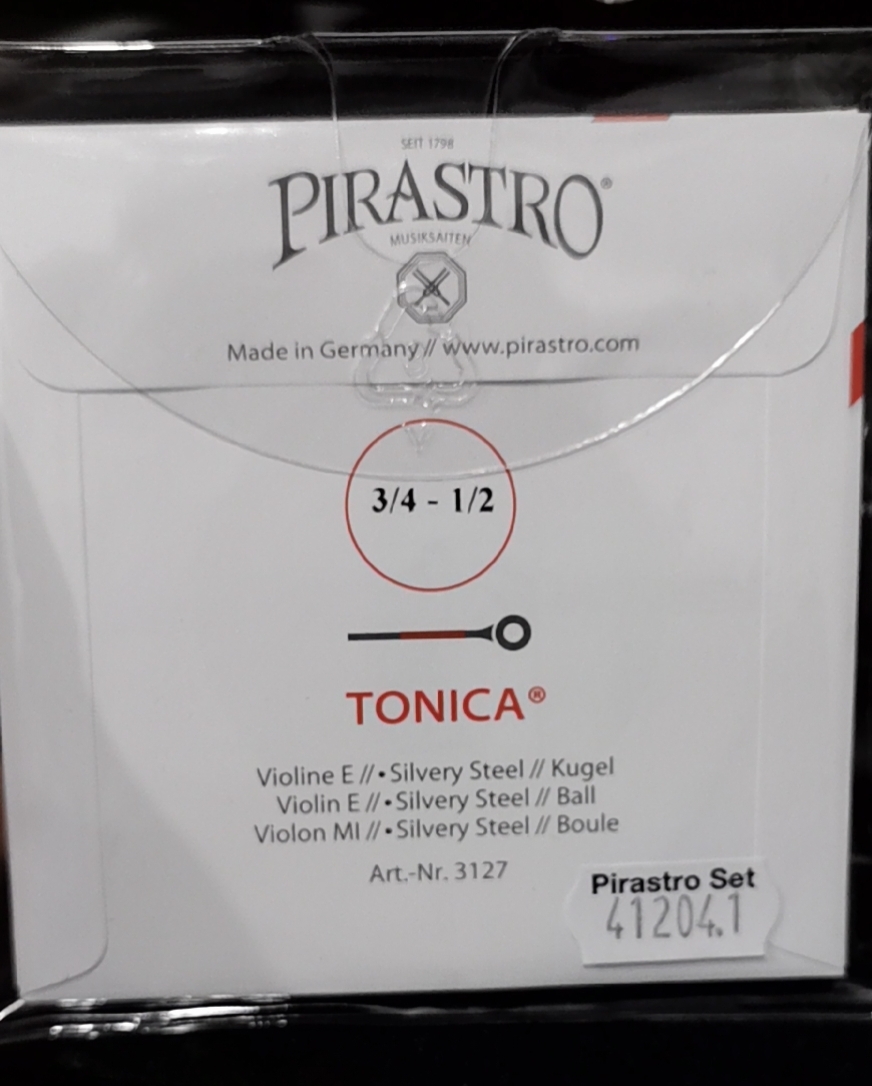 SEIT 1798
PIRASTRO®
MUSIKSAITEN
Made in Germany // www.pirastro.com
3/4 - 1/2
TONICA®
Violine E // • Silvery Steel // Kugel
Violin E // • Silvery Steel // Ball
Violon MI // • Silvery Steel // Boule
Art.-Nr. 3127
Pirastro Set
41204.1